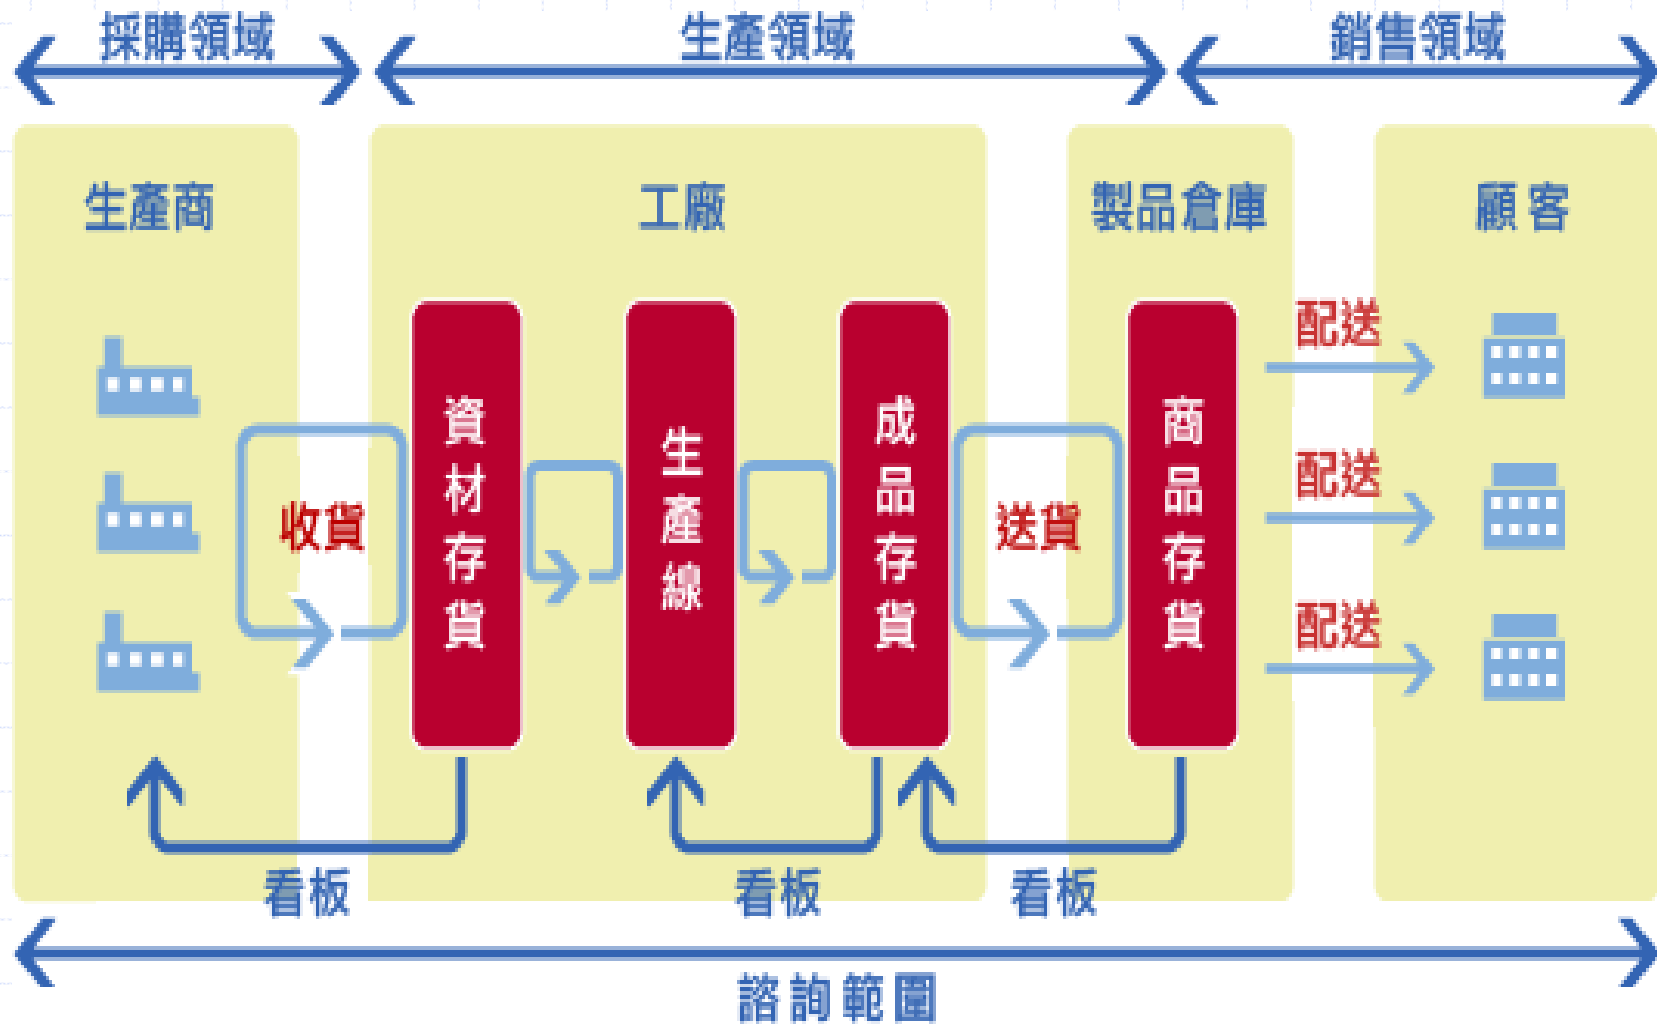 採購領域
生產領域
銷售領域
生產商
工廠
製品倉庫
顧客
收貨
資材存貨
生產線
成品存貨
送貨
商品存貨
配送
配送
配送
看板
看板
看板
諮詢範圍